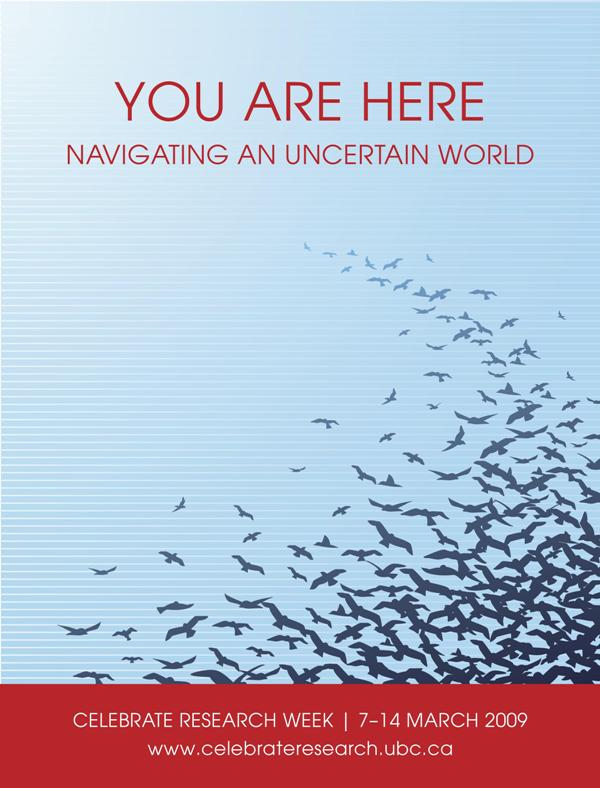 YOU ARE HERE
NAVIGATING AN UNCERTAIN WORLD
CELEBRATE RESEARCH WEEK | 7–14 MARCH 2009
www.celebrateresearch.ubc.ca